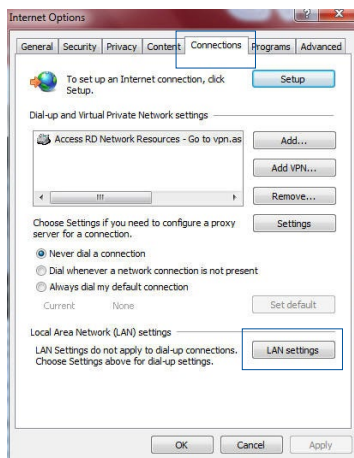 Internet Options
General Security Privacy Content Connections Programs Advanced
To set up an Internet connection, click
Setup.
Setup
Dial-up and Virtual Private Network settings
Access RD Network Resources - Go to vpn.as
Add...
Add VPN...
Remove...
Choose Settings if you need to configure a proxy
server for a connection.
Settings
Never dial a connection
Dial whenever a network connection is not present
Always dial my default connection
Current None
Set default
Local Area Network (LAN) settings
LAN Settings do not apply to dial-up connections.
Choose Settings above for dial-up settings.
LAN settings
OK Cancel Apply